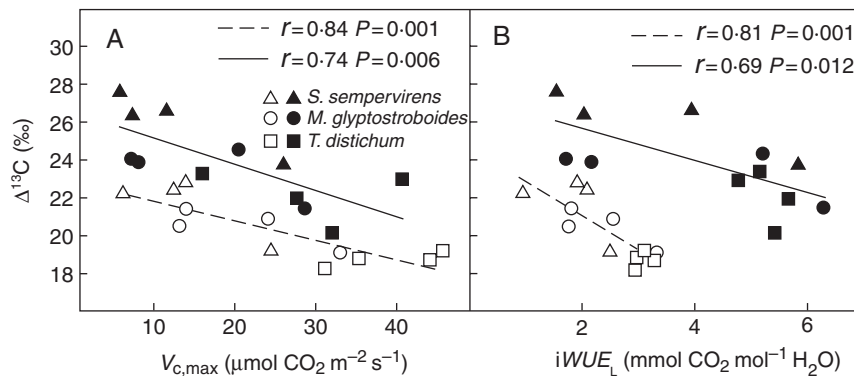 A
r=0·84 P=0.001
r=0·74 P=0·006
S. sempervirens
M. glyptostroboides
T. distichum
B
r=0·81 P=0·001
r=0·69 P=0·012
30
28
26
24
22
20
18
Δ¹³C (‰)
10 20 30 40
V꜀,max (μmol CO₂ m⁻² s⁻¹)
2 4 6
iWUE_L (mmol CO₂ mol⁻¹ H₂O)